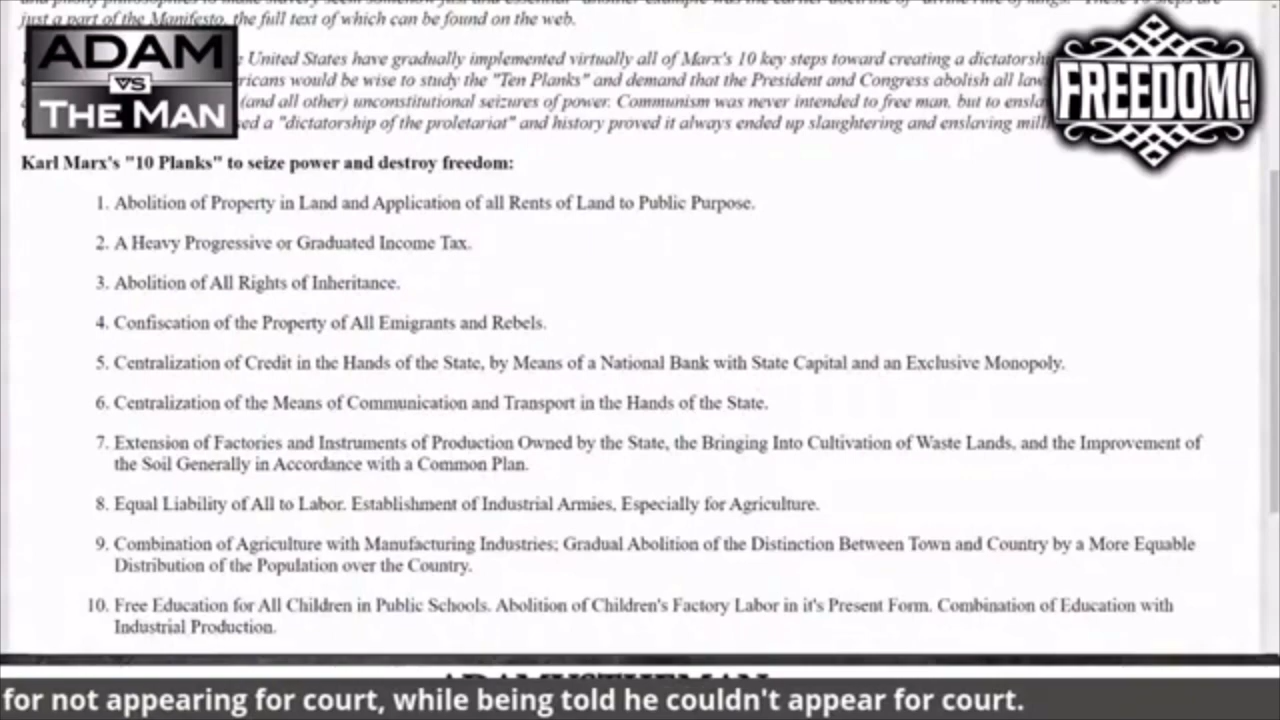 just a part of the Manifesto, the full text of which can be found on the web.
ADAM
VS
THE MAN
FREEDOM!
United States have gradually implemented virtually all of Marx's 10 key steps toward creating a
ricans would be wise to study the "Ten Planks" and demand that the President and Congress abolish all
(and all other) unconstitutional seizures of power. Communism was never intended to free man, but to
ed a "dictatorship of the proletariat" and history proved it always ended up slaughtering and enslaving
Karl Marx's "10 Planks" to seize power and destroy freedom:
1. Abolition of Property in Land and Application of all Rents of Land to Public Purpose.
2. A Heavy Progressive or Graduated Income Tax.
3. Abolition of All Rights of Inheritance.
4. Confiscation of the Property of All Emigrants and Rebels.
5. Centralization of Credit in the Hands of the State, by Means of a National Bank with State Capital and an Exclusive Monopoly.
6. Centralization of the Means of Communication and Transport in the Hands of the State.
7. Extension of Factories and Instruments of Production Owned by the State, the Bringing Into Cultivation of Waste Lands, and the Improvement of
the Soil Generally in Accordance with a Common Plan.
8. Equal Liability of All to Labor. Establishment of Industrial Armies, Especially for Agriculture.
9. Combination of Agriculture with Manufacturing Industries; Gradual Abolition of the Distinction Between Town and Country by a More Equable
Distribution of the Population over the Country.
10. Free Education for All Children in Public Schools. Abolition of Children's Factory Labor in it's Present Form. Combination of Education with
Industrial Production.
for not appearing for court, while being told he couldn't appear for court.